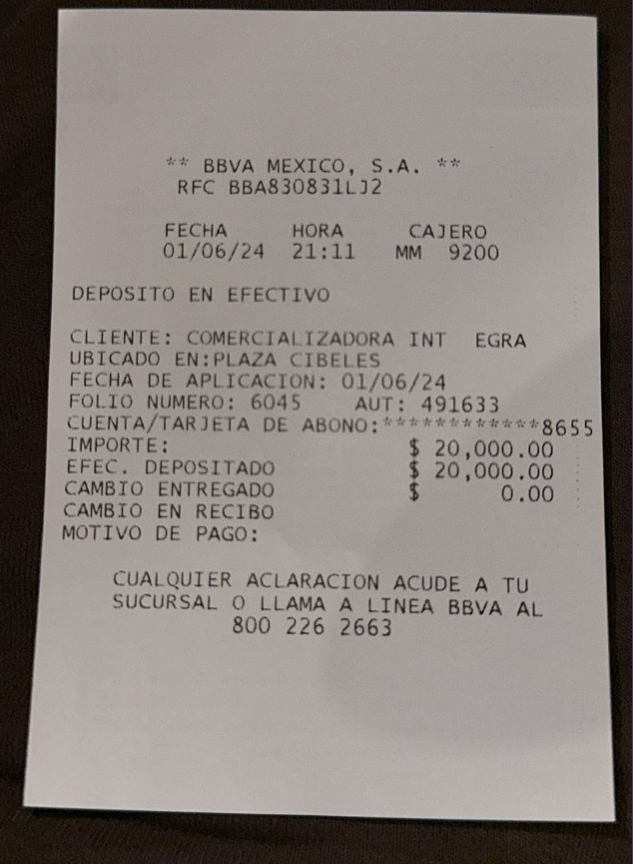 ** BBVA MEXICO, S.A. **
RFC BBA830831LJ2
FECHA HORA CAJERO
01/06/24 21:11 MM 9200
DEPOSITO EN EFECTIVO
CLIENTE: COMERCIALIZADORA INT EGRA
UBICADO EN:PLAZA CIBELES
FECHA DE APLICACION: 01/06/24
FOLIO NUMERO: 6045 AUT: 491633
CUENTA/TARJETA DE ABONO:************8655
IMPORTE: $ 20,000.00
EFEC. DEPOSITADO $ 20,000.00
CAMBIO ENTREGADO $ 0.00
CAMBIO EN RECIBO
MOTIVO DE PAGO:
CUALQUIER ACLARACION ACUDE A TU
SUCURSAL O LLAMA A LINEA BBVA AL
800 226 2663